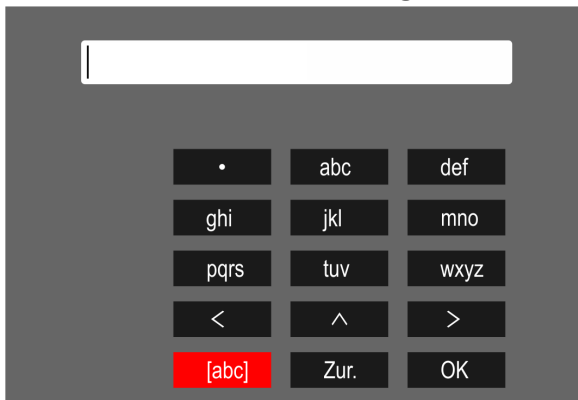 • abc def
ghi jkl mno
pqrs tuv wxyz
< ^ >
[abc] Zur. OK